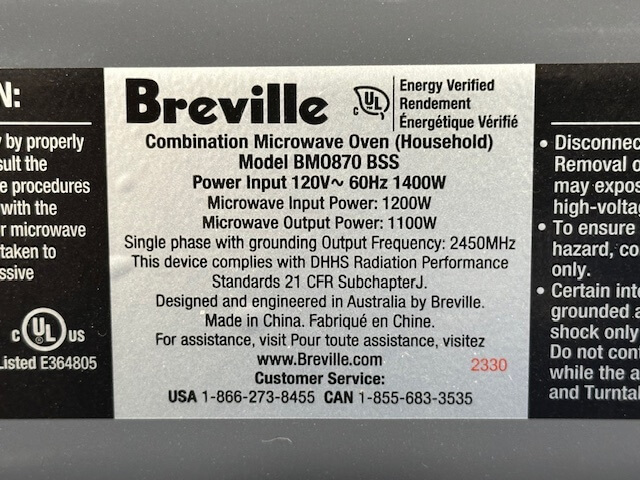 N:
y by properly
sult the
e procedures
with the
r microwave
taken to
ssive
C UL US
Listed E364805
Breville
C UL
Energy Verified
Rendement
Énergétique Vérifié
Combination Microwave Oven (Household)
Model BMO870 BSS
Power Input 120V~ 60Hz 1400W
Microwave Input Power: 1200W
Microwave Output Power: 1100W
Single phase with grounding Output Frequency: 2450MHz
This device complies with DHHS Radiation Performance
Standards 21 CFR SubchapterJ.
Designed and engineered in Australia by Breville.
Made in China. Fabriqué en Chine.
For assistance, visit Pour toute assistance, visitez
www.Breville.com
2330
Customer Service:
USA 1-866-273-8455 CAN 1-855-683-3535
• Disconnec
Removal o
may expos
high-voltag
• To ensure
hazard, co
only.
• Certain inte
grounded a
shock only
Do not cont
while the a
and Turntal